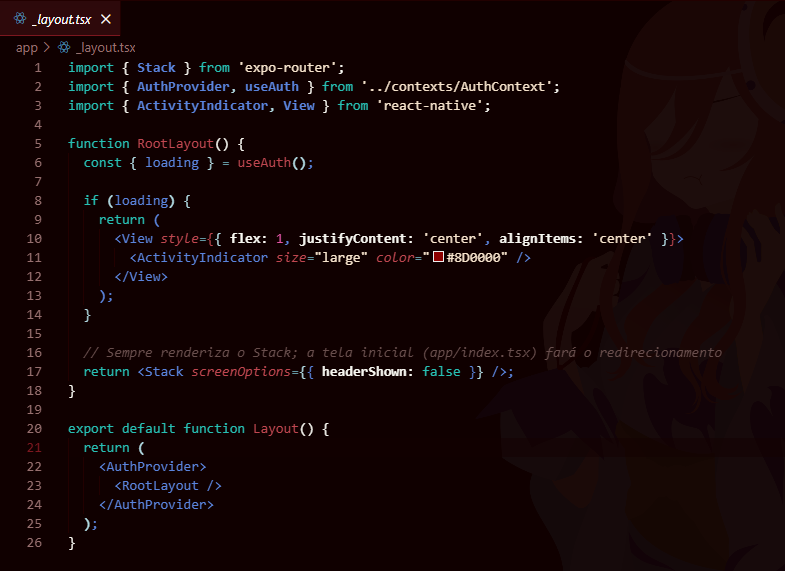 _layout.tsx ×
app > _layout.tsx
1 import { Stack } from 'expo-router';
2 import { AuthProvider, useAuth } from '../contexts/AuthContext';
3 import { ActivityIndicator, View } from 'react-native';
4
5 function RootLayout() {
6   const { loading } = useAuth();
7
8   if (loading) {
9     return (
10       <View style={{ flex: 1, justifyContent: 'center', alignItems: 'center' }}>
11         <ActivityIndicator size="large" color="#8D0000" />
12       </View>
13     );
14   }
15
16   // Sempre renderiza o Stack; a tela inicial (app/index.tsx) fará o redirecionamento
17   return <Stack screenOptions={{ headerShown: false }} />;
18 }
19
20 export default function Layout() {
21   return (
22     <AuthProvider>
23       <RootLayout />
24     </AuthProvider>
25   );
26 }